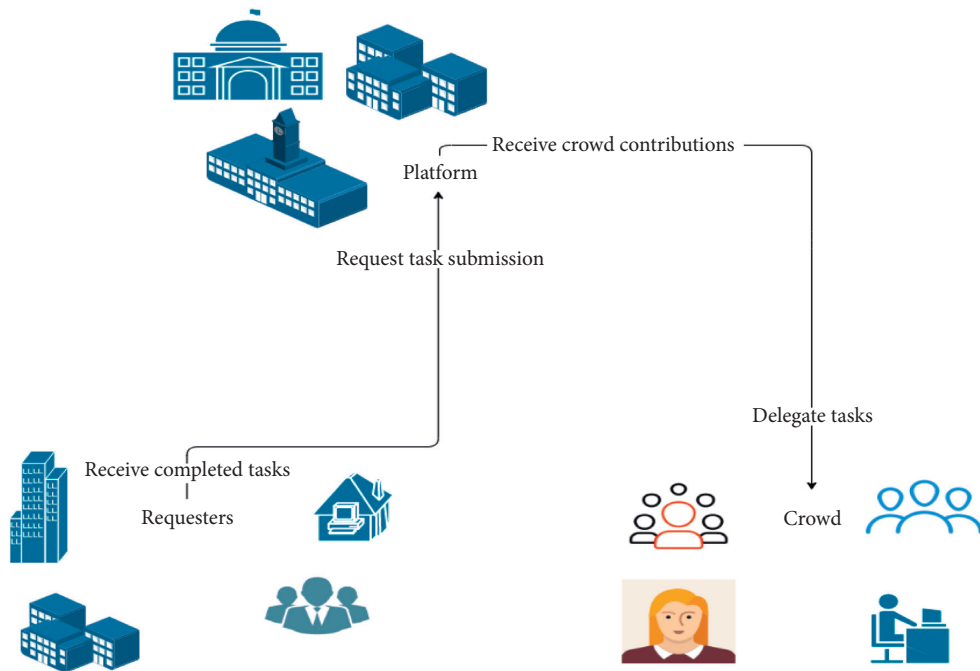 Receive crowd contributions
Platform
Request task submission
Delegate tasks
Receive completed tasks
Requesters
Crowd